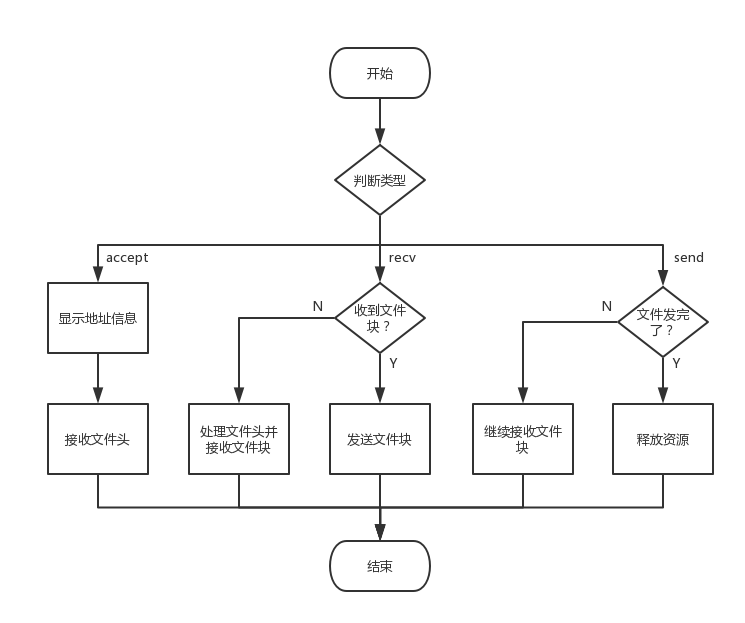 开始
判断类型
accept
recv
send
显示地址信息
N
收到文件
块？
Y
N
文件发完
了？
Y
接收文件头
处理文件头并
接收文件块
发送文件块
继续接收文件
块
释放资源
结束